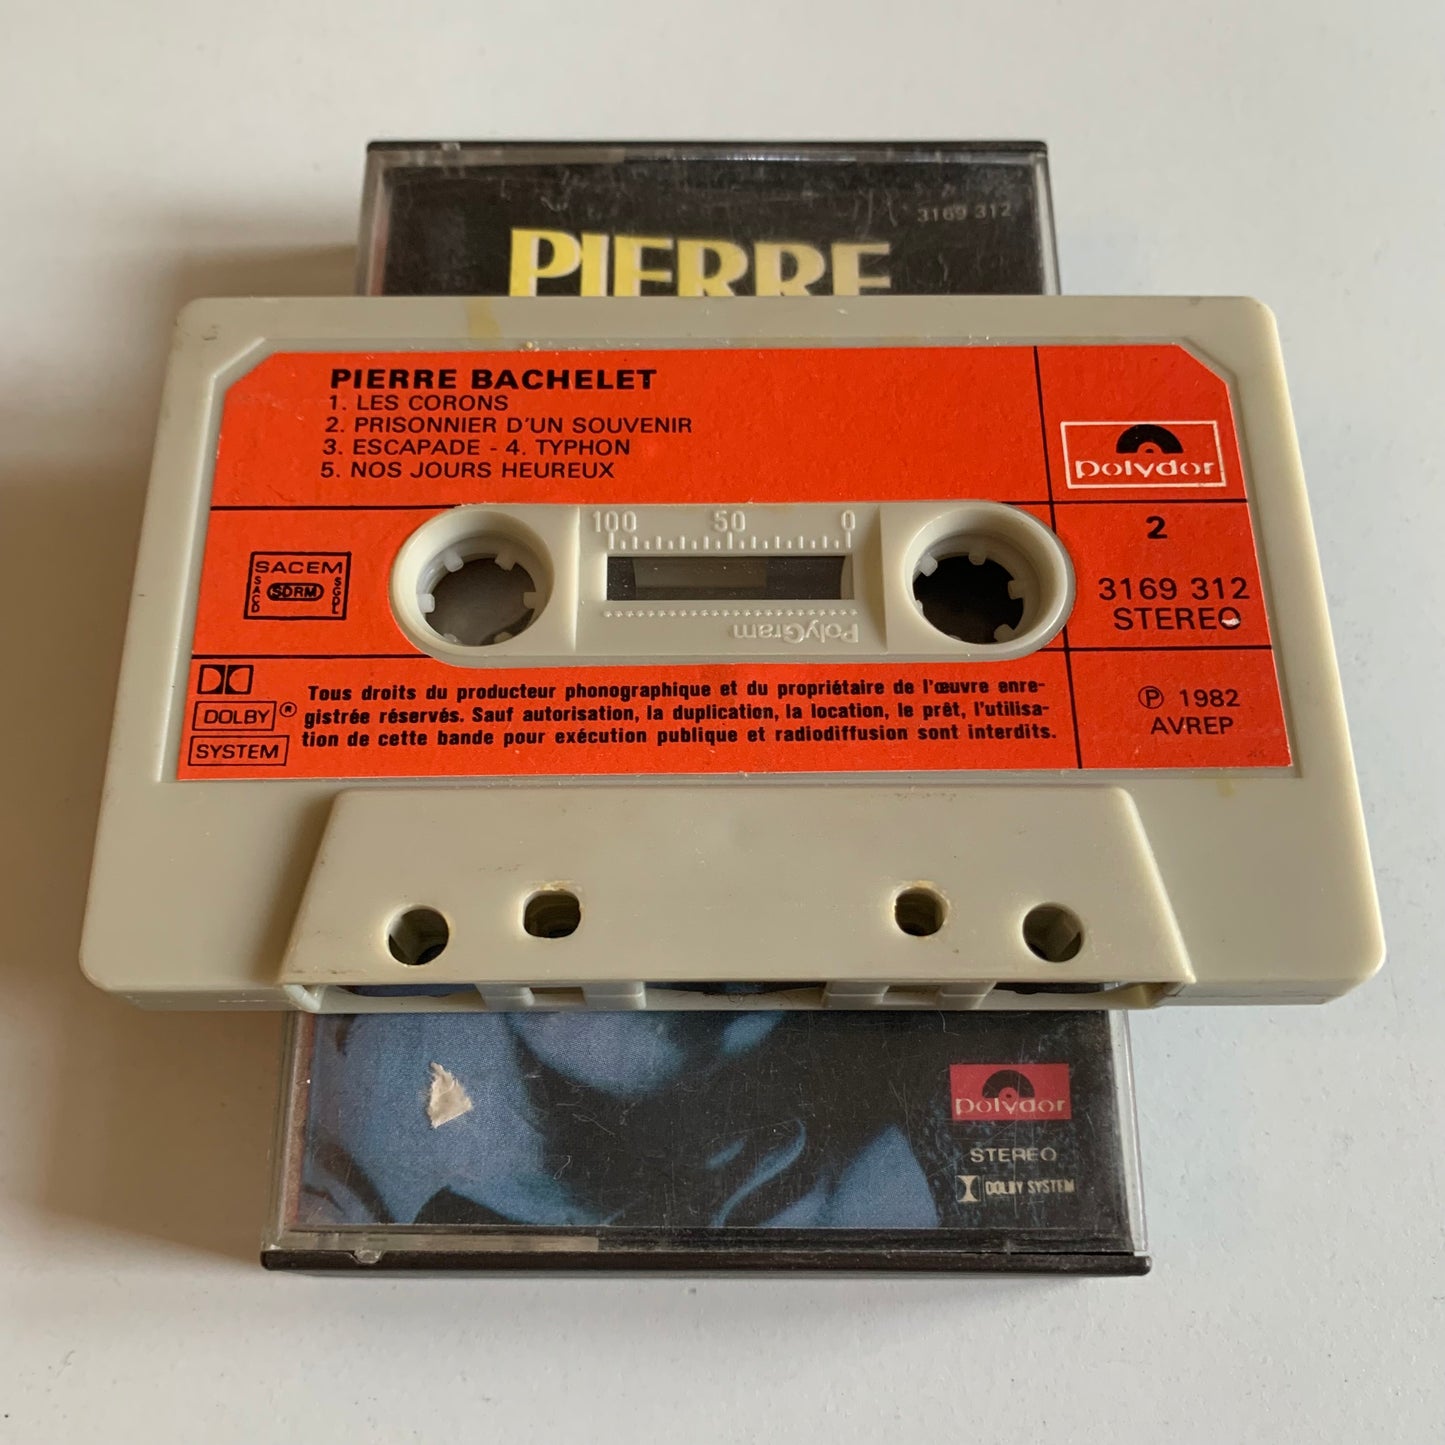 3169 312
PIERRE
PIERRE BACHELET
1. LES CORONS
2. PRISONNIER D'UN SOUVENIR
3. ESCAPADE - 4. TYPHON
5. NOS JOURS HEUREUX
polydor
100 50 0
2
SACEM
SACD
SDRM
SGDL
3169 312
STEREO
PolyGram
DOLBY ®
SYSTEM
Tous droits du producteur phonographique et du propriétaire de l'œuvre enre-
gistrée réservés. Sauf autorisation, la duplication, la location, le prêt, l'utilisa-
tion de cette bande pour exécution publique et radiodiffusion sont interdits.
℗ 1982
AVREP
polydor
STEREO
DOLBY SYSTEM